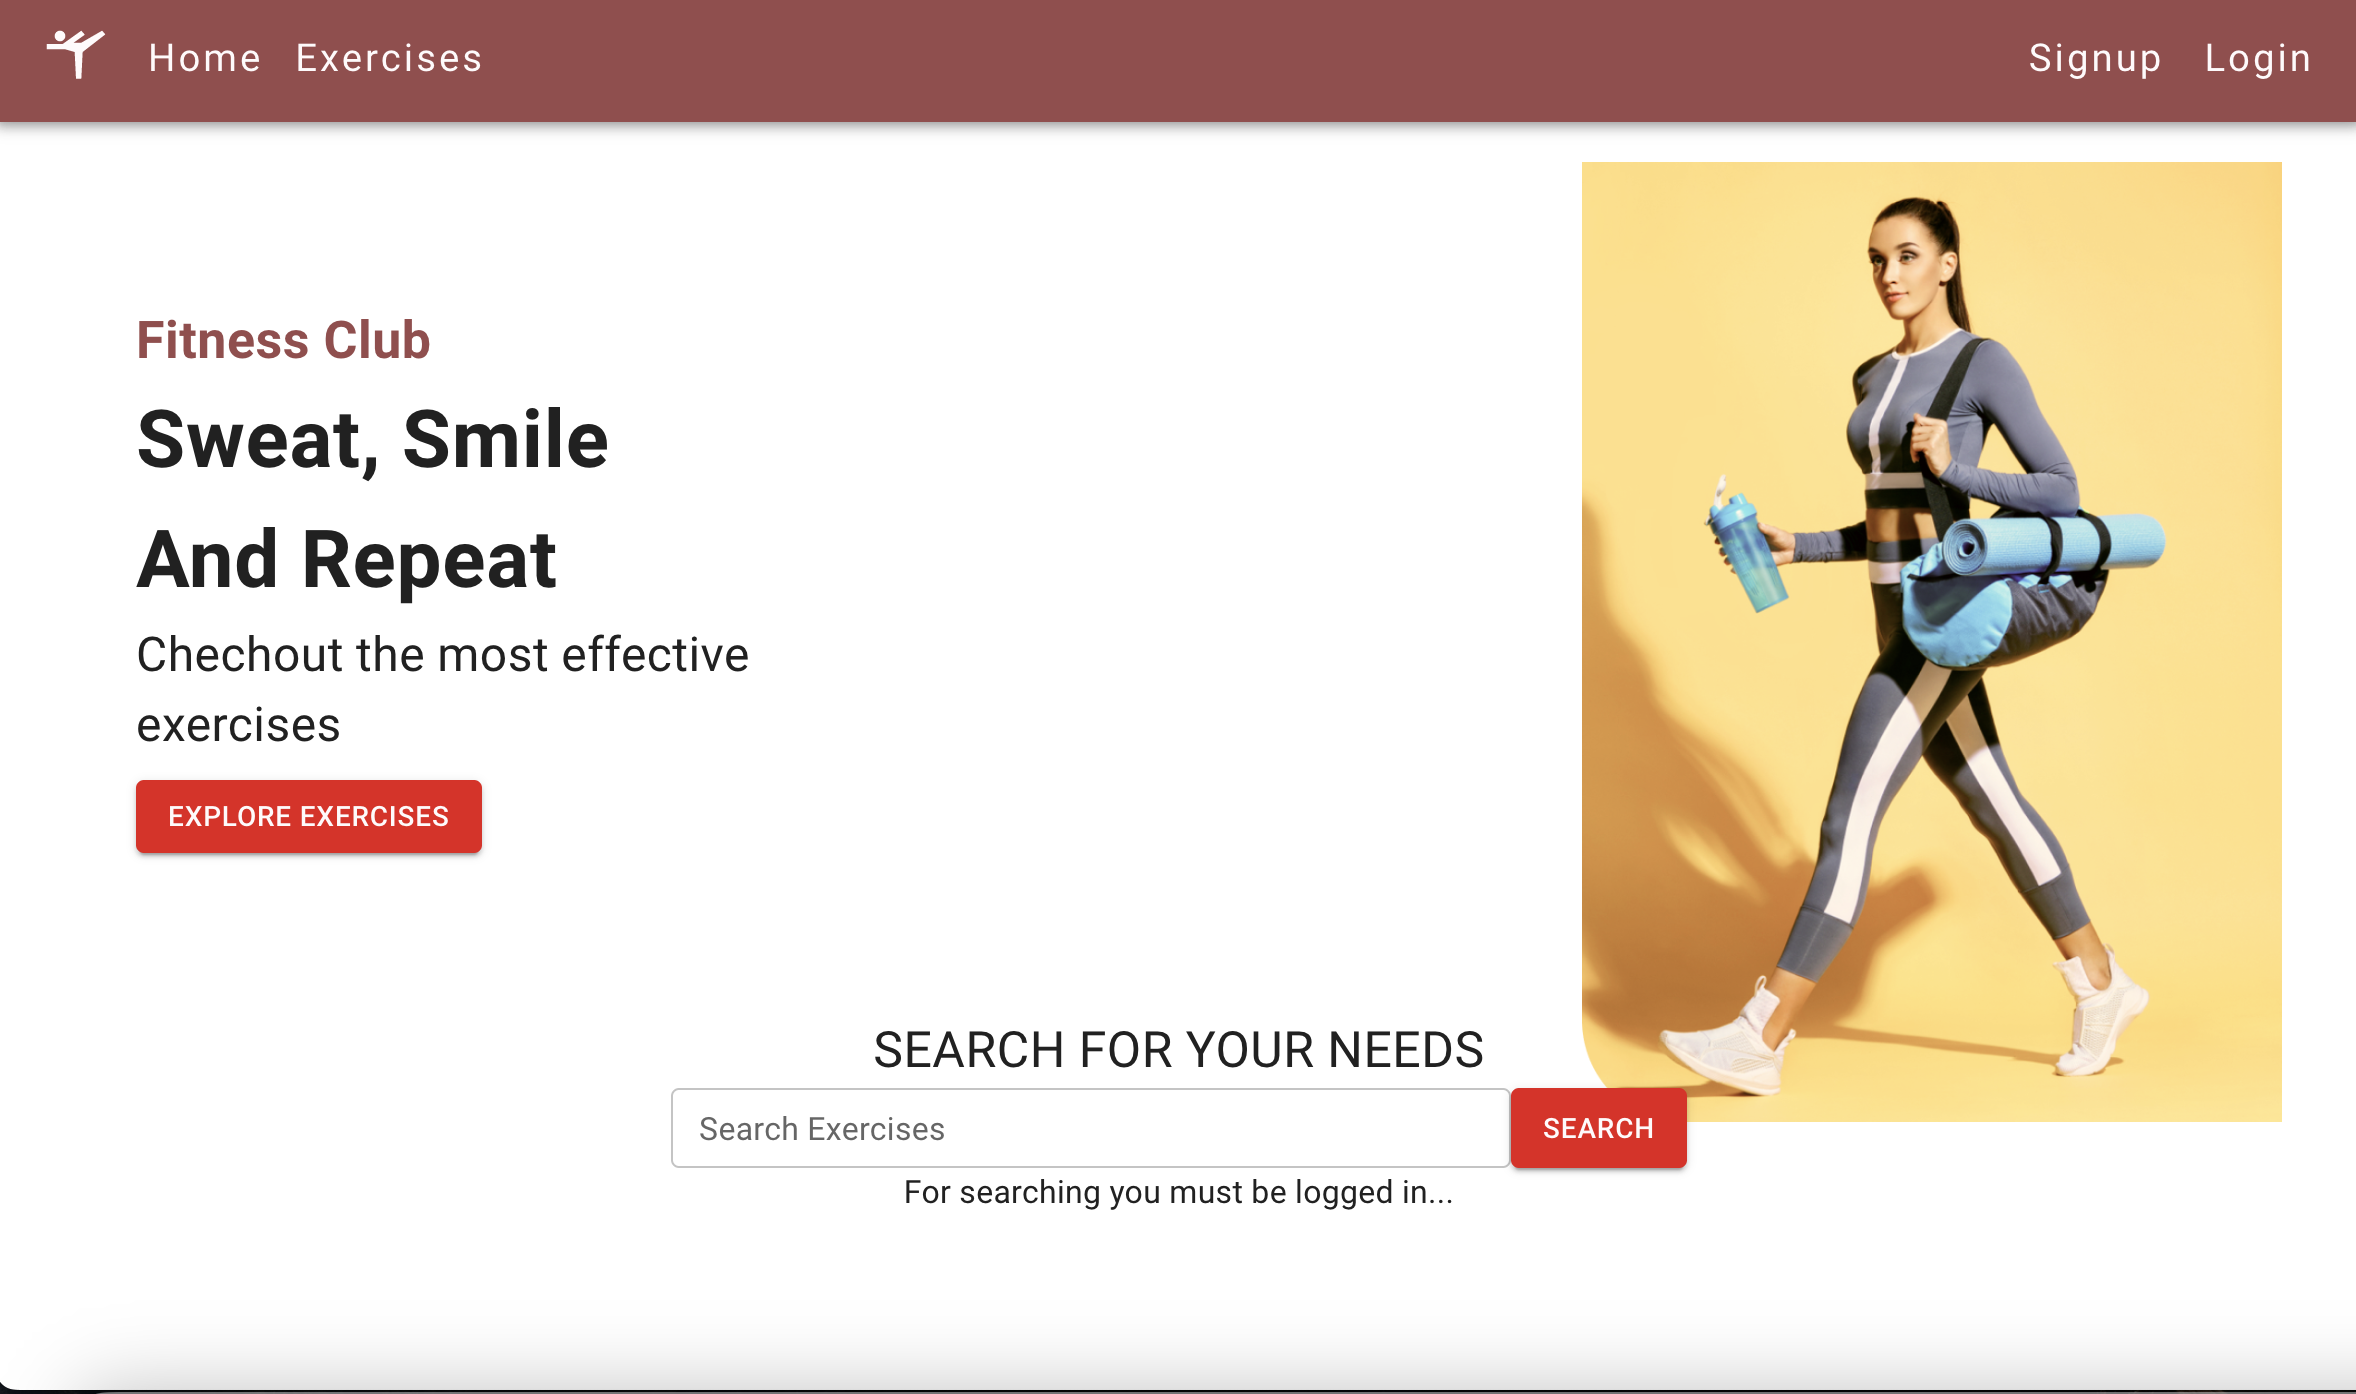 Home Exercises Signup Login
Fitness Club
Sweat, Smile
And Repeat
Chechout the most effective
exercises
EXPLORE EXERCISES
SEARCH FOR YOUR NEEDS
Search Exercises SEARCH
For searching you must be logged in...